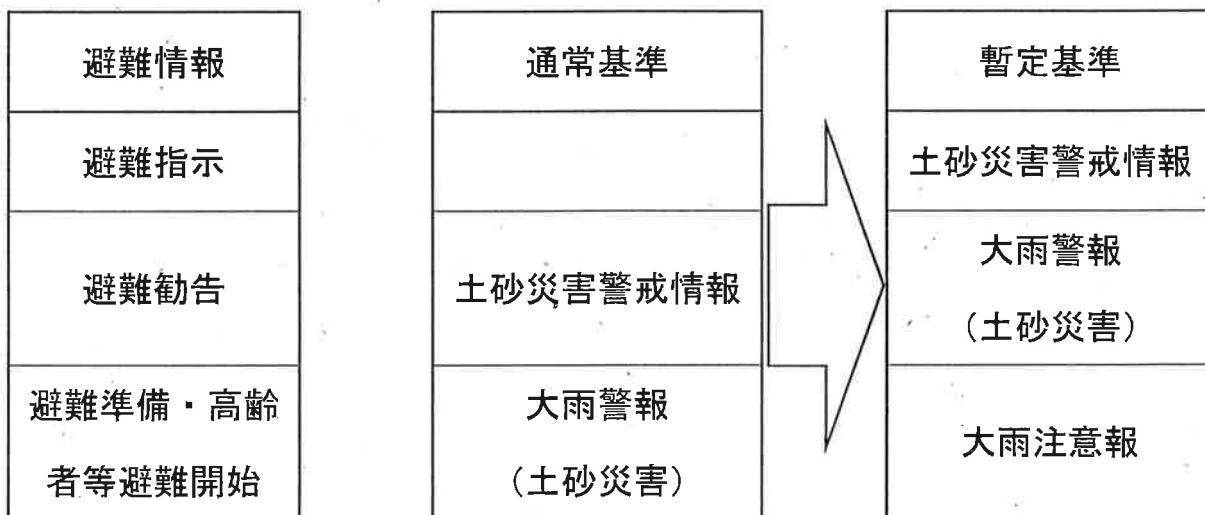 避難情報
通常基準
暫定基準
避難指示
土砂災害警戒情報
避難勧告
土砂災害警戒情報
大雨警報
（土砂災害）
避難準備・高齢
者等避難開始
大雨警報
（土砂災害）
大雨注意報